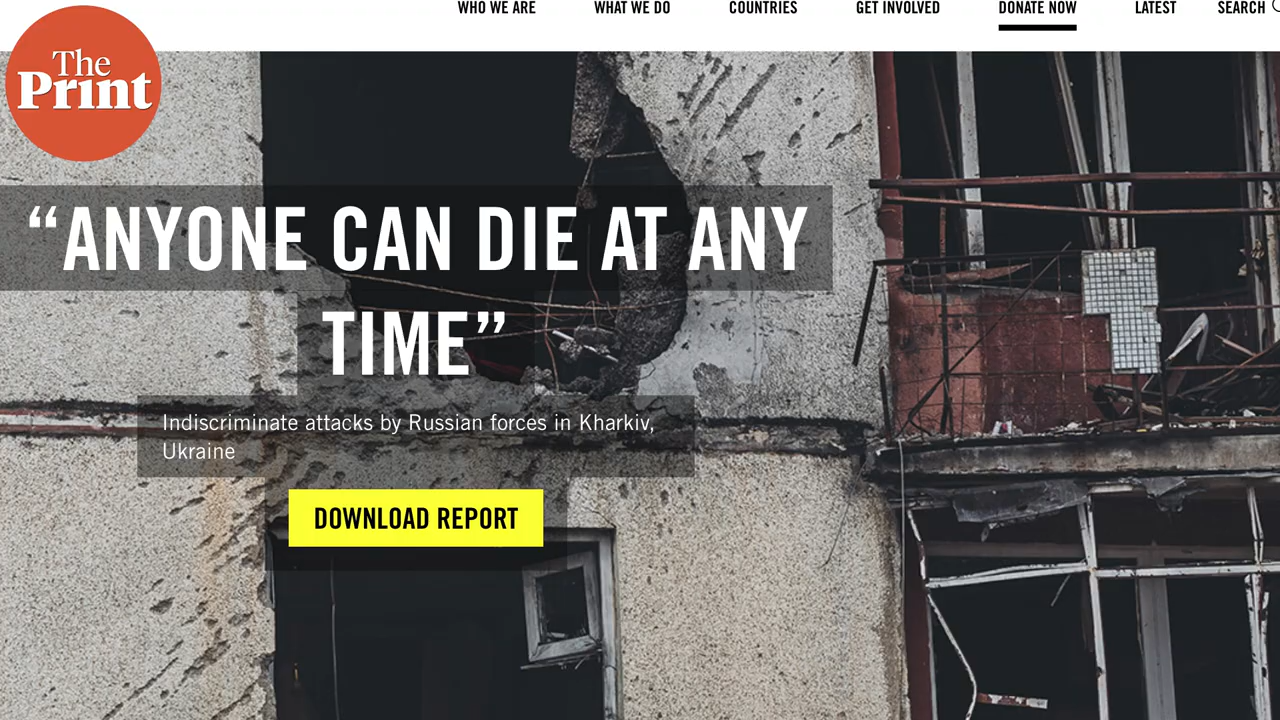 WHO WE ARE WHAT WE DO COUNTRIES GET INVOLVED DONATE NOW LATEST SEARCH
The
Print
“ANYONE CAN DIE AT ANY
TIME”
Indiscriminate attacks by Russian forces in Kharkiv,
Ukraine
DOWNLOAD REPORT